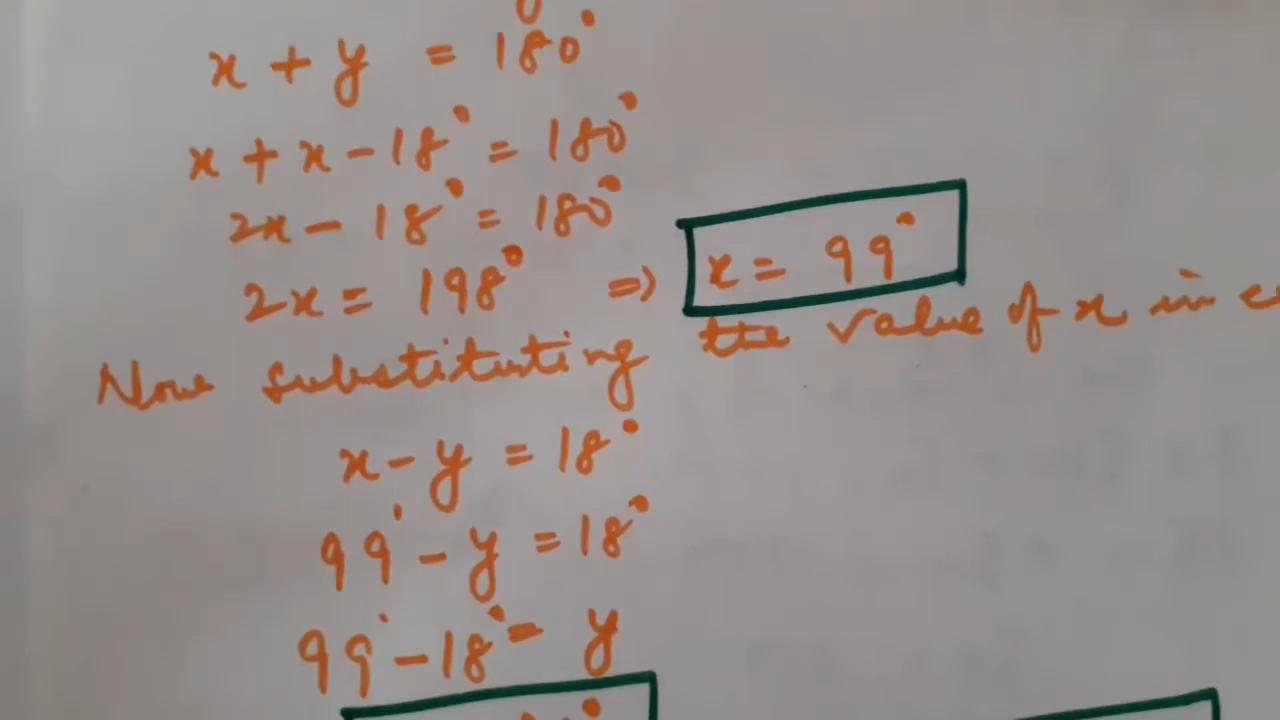 x + y = 180°
x + x - 18° = 180°
2x - 18° = 180°
2x = 198° ⇒ x = 99°
Now substituting the value of x in
x - y = 18°
99° - y = 18°
99° - 18° = y